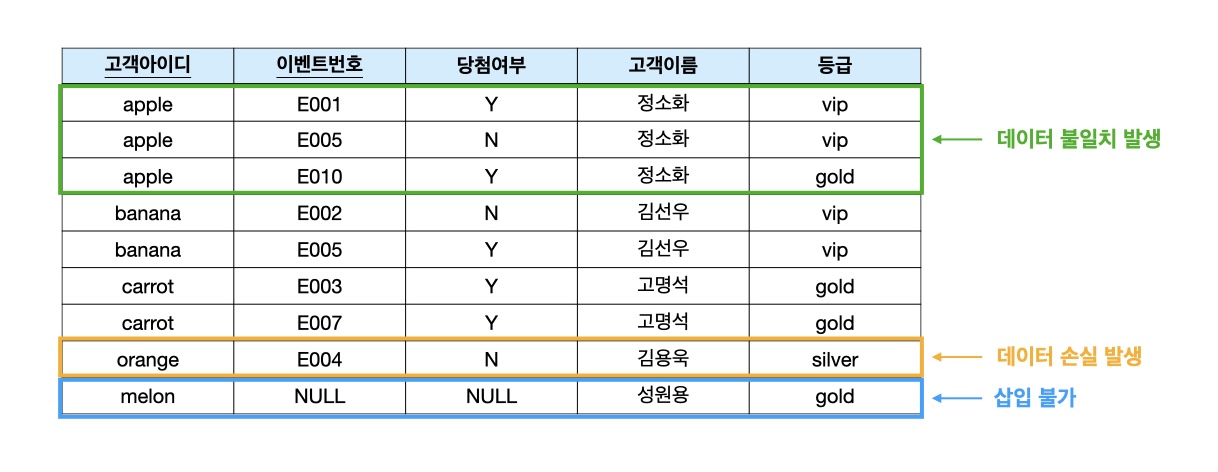 고객아이디 이벤트번호 당첨여부 고객이름 등급
apple E001 Y 정소화 vip
apple E005 N 정소화 vip 데이터 불일치 발생
apple E010 Y 정소화 gold
banana E002 N 김선우 vip
banana E005 Y 김선우 vip
carrot E003 Y 고명석 gold
carrot E007 Y 고명석 gold
orange E004 N 김용욱 silver 데이터 손실 발생
melon NULL NULL 성원용 gold 삽입 불가